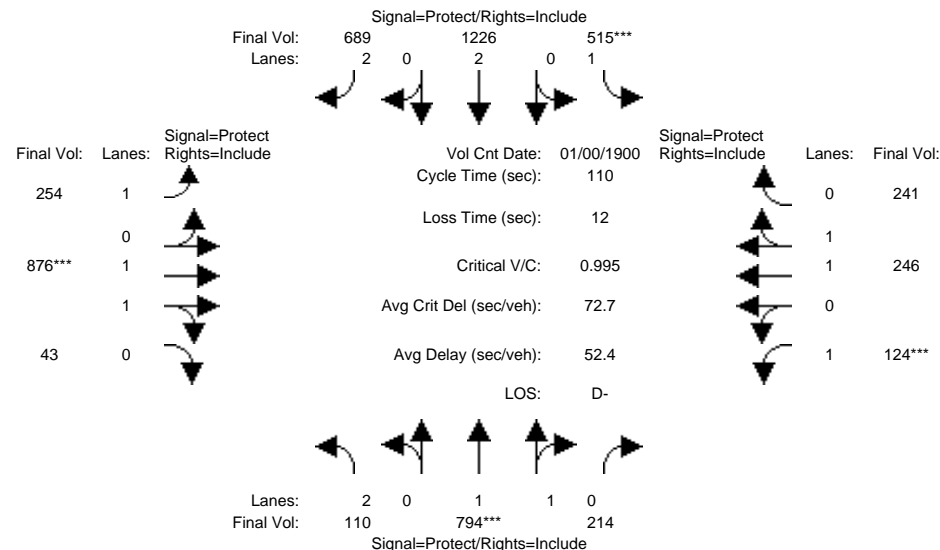 Signal=Protect/Rights=Include
Final Vol: 689 1226 515***
Lanes: 2 0 2 0 1
Signal=Protect Signal=Protect
Final Vol: Lanes: Rights=Include Vol Cnt Date: 01/00/1900 Rights=Include Lanes: Final Vol:
Cycle Time (sec): 110
254 1 0 241
Loss Time (sec): 12
0 1
876*** 1 Critical V/C: 0.995 1 246
1 Avg Crit Del (sec/veh): 72.7 0
43 0 Avg Delay (sec/veh): 52.4 1 124***
LOS: D-
Lanes: 2 0 1 1 0
Final Vol: 110 794*** 214
Signal=Protect/Rights=Include